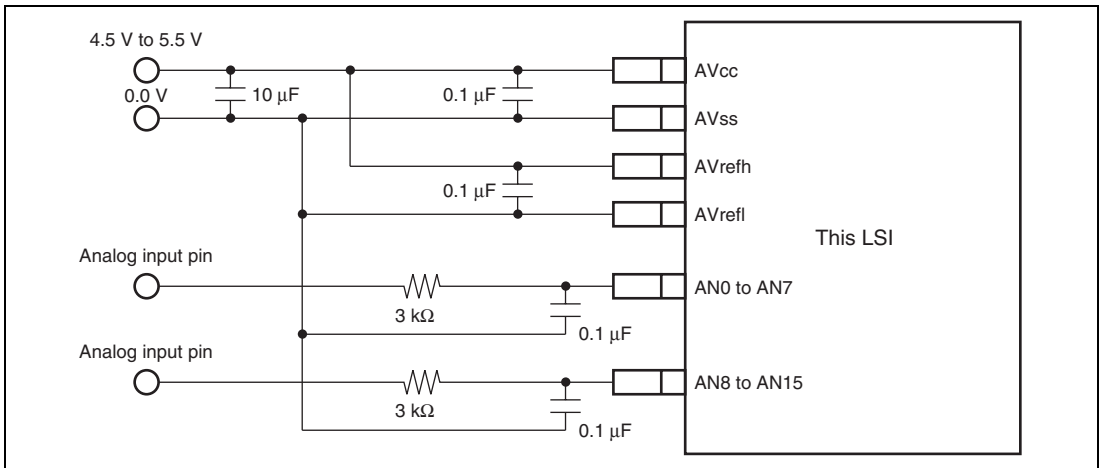 4.5 V to 5.5 V
AVcc
0.0 V
10 μF
0.1 μF
AVss
AVrefh
0.1 μF
AVrefl
This LSI
Analog input pin
AN0 to AN7
3 kΩ
0.1 μF
Analog input pin
AN8 to AN15
3 kΩ
0.1 μF